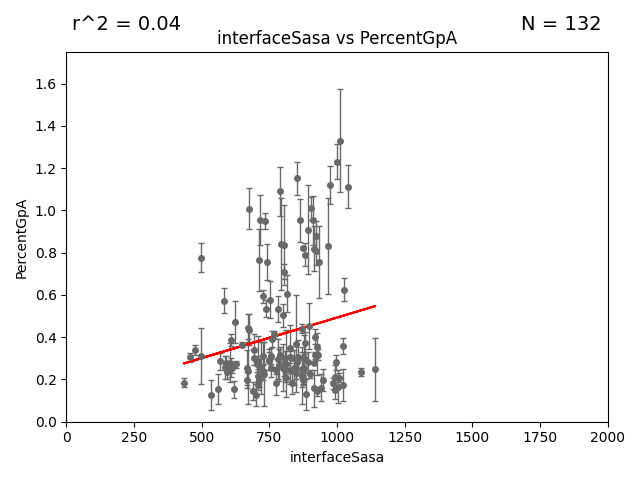 r^2 = 0.04
N = 132
interfaceSasa vs PercentGpA
1.6
1.4
1.2
1.0
0.8
0.6
0.4
0.2
0.0
PercentGpA
0 250 500 750 1000 1250 1500 1750 2000
interfaceSasa